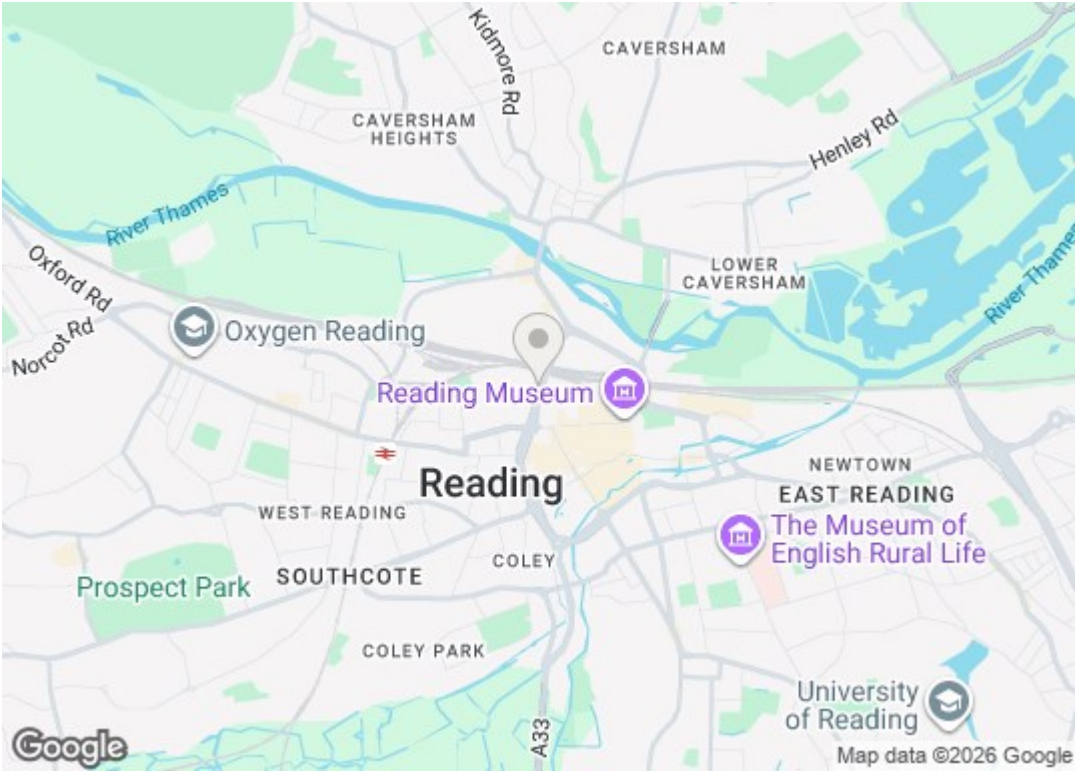 Kidmore Rd
CAVERSHAM
CAVERSHAM
HEIGHTS
Henley Rd
River Thames
Oxford Rd
Norcot Rd
LOWER
CAVERSHAM
River Thames
Oxygen Reading
Reading Museum
Reading
NEWTOWN
EAST READING
WEST READING
The Museum of
English Rural Life
COLEY
SOUTHCOTE
Prospect Park
COLEY PARK
University
of Reading
A33
Google
Map data ©2026 Google